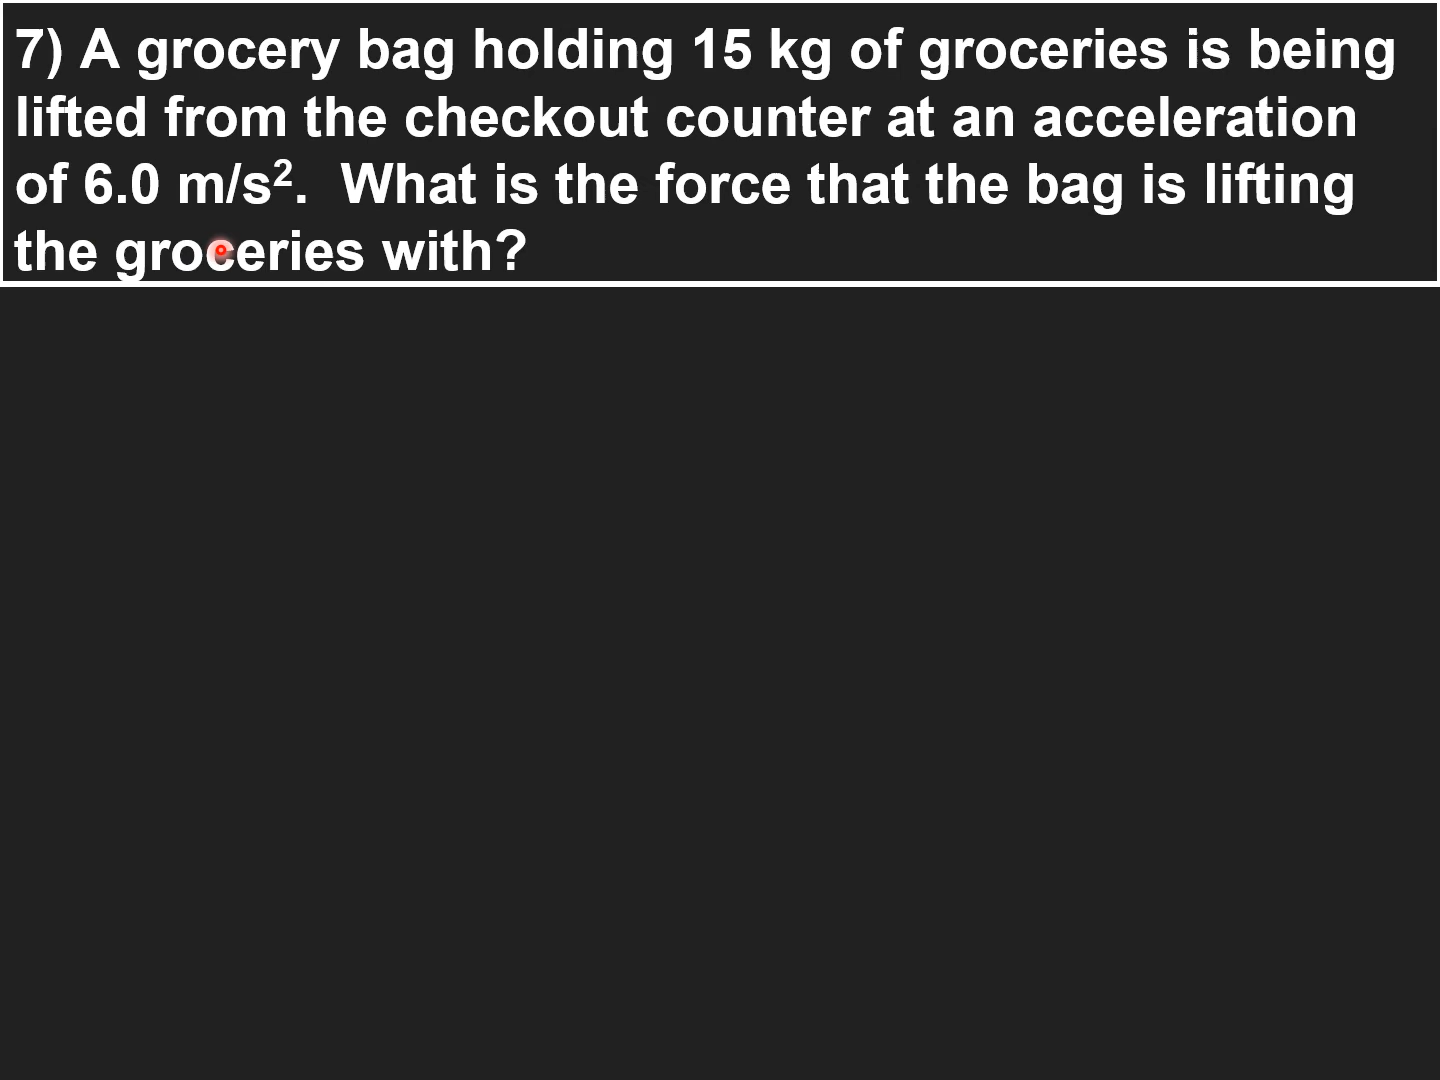 7) A grocery bag holding 15 kg of groceries is being
lifted from the checkout counter at an acceleration
of 6.0 m/s².  What is the force that the bag is lifting
the groceries with?